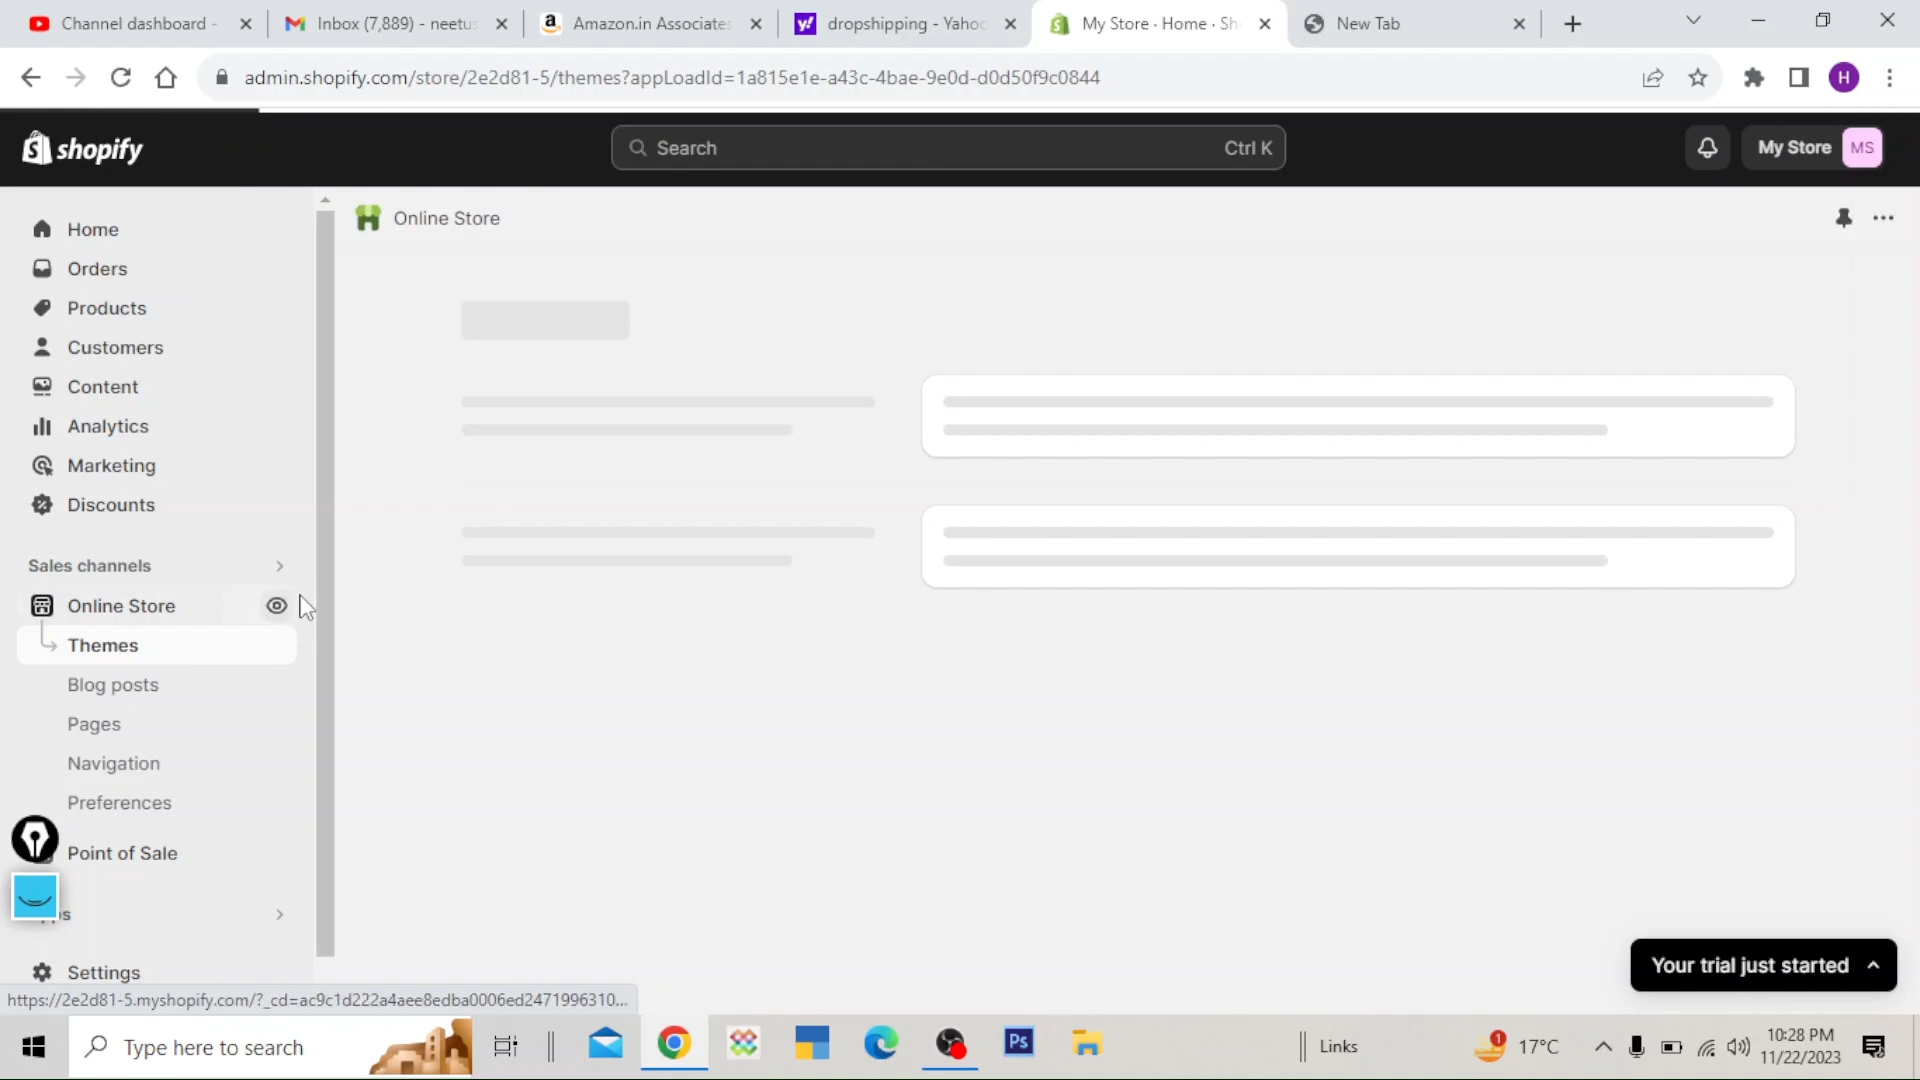 Channel dashboard -
Inbox (7,889) - neetus
Amazon.in Associates
dropshipping - Yahoo
My Store · Home · Sh
New Tab
admin.shopify.com/store/2e2d81-5/themes?appLoadId=1a815e1e-a43c-4bae-9e0d-d0d50f9c0844
H
shopify
Search
Ctrl K
My Store
MS
Online Store
Home
Orders
Products
Customers
Content
Analytics
Marketing
Discounts
Sales channels
Online Store
Themes
Blog posts
Pages
Navigation
Preferences
Point of Sale
Settings
Your trial just started
https://2e2d81-5.myshopify.com/?_cd=ac9c1d222a4aee8edba0006ed2471996310...
Type here to search
Ps
Links
1
17°C
10:28 PM
11/22/2023